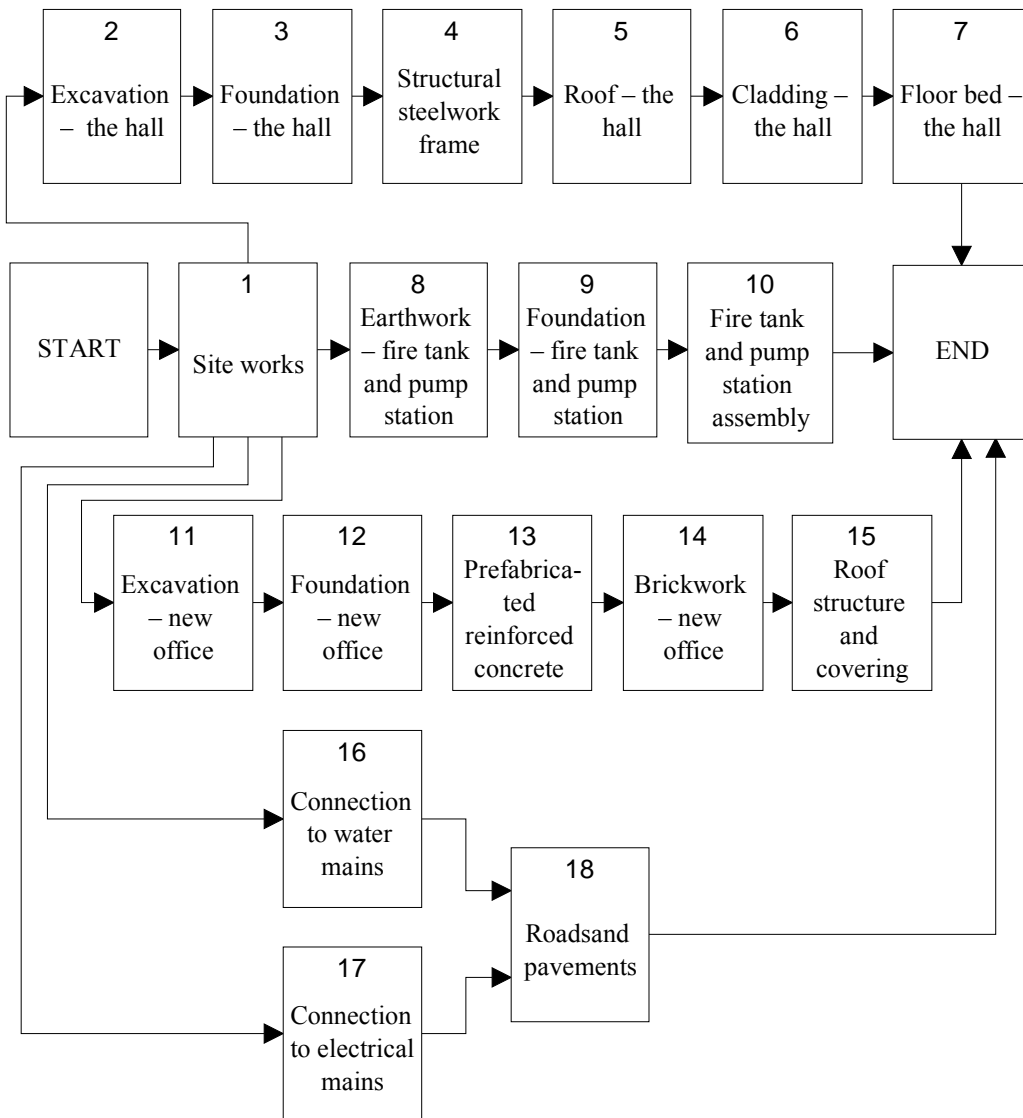 2
Excavation
– the hall
3
Foundation
– the hall
4
Structural
steelwork
frame
5
Roof – the
hall
6
Cladding –
the hall
7
Floor bed –
the hall
START
1
Site works
8
Earthwork
– fire tank
and pump
station
9
Foundation
– fire tank
and pump
station
10
Fire tank
and pump
station
assembly
END
11
Excavation
– new
office
12
Foundation
– new
office
13
Prefabrica-
ted
reinforced
concrete
14
Brickwork
– new
office
15
Roof
structure
and
covering
16
Connection
to water
mains
17
Connection
to electrical
mains
18
Roadsand
pavements